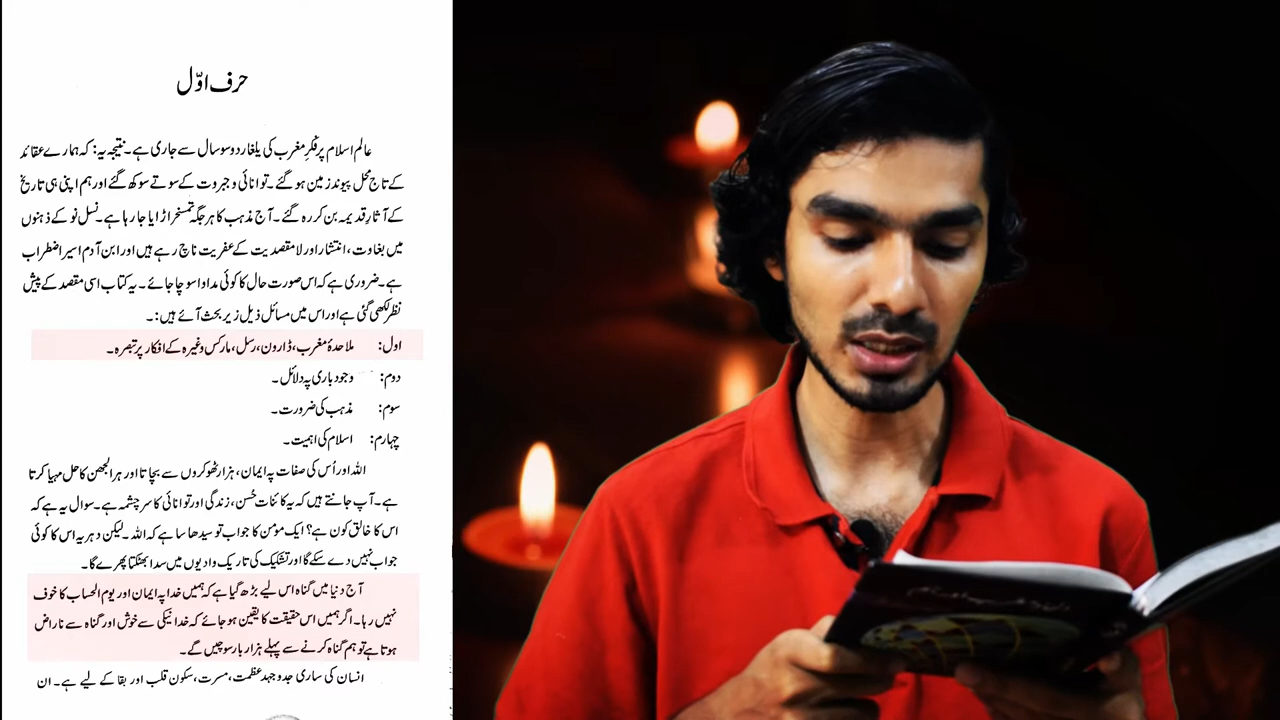 حرف اوّل
عالم اسلام پر فکرِ مغرب کی یلغار دو سو سال سے جاری ہے۔ نتیجہ یہ: کہ ہمارے عقائد
کے تاج محل پیوندِ زمین ہو گئے۔ توانائی و جبروت کے سوتے سوکھ گئے اور ہم اپنی ہی تاریخ
کے آثارِ قدیمہ بن کر رہ گئے۔ آج مذہب کا ہر جگہ تمسخر اڑایا جا رہا ہے۔ نسل نو کے ذہنوں
میں بغاوت، انتشار اور لامقصدیت کے عفریت ناچ رہے ہیں اور ابن آدم اسیرِ اضطراب
ہے۔ ضروری ہے کہ اس صورت حال کا کوئی مداوا سوچا جائے۔ یہ کتاب اسی مقصد کے پیش
نظر لکھی گئی ہے اور اس میں مسائل ذیل زیر بحث آئے ہیں:۔
اول: ملاحدۂ مغرب، ڈارون، رسل، مارکس وغیرہ کے افکار پر تبصرہ۔
دوم: وجود باری پہ دلائل۔
سوم: مذہب کی ضرورت۔
چہارم: اسلام کی اہمیت۔
اللہ اور اُس کی صفات پہ ایمان، ہزار ٹھوکروں سے بچاتا اور ہر الجھن کا حل مہیا کرتا
ہے۔ آپ جانتے ہیں کہ یہ کائنات حُسن، زندگی اور توانائی کا سر چشمہ ہے۔ سوال یہ ہے کہ
اس کا خالق کون ہے؟ ایک مومن کا جواب تو سیدھا سا ہے کہ اللہ۔ لیکن دہریہ اس کا کوئی
جواب نہیں دے سکے گا اور تشکیک کی تاریک وادیوں میں سدا بھٹکتا پھرے گا۔
آج دنیا میں گناہ اس لیے بڑھ گیا ہے کہ ہمیں خدا پہ ایمان اور یوم الحساب کا خوف
نہیں رہا۔ اگر ہمیں اس حقیقت کا یقین ہو جائے کہ خدا نیکی سے خوش اور گناہ سے ناراض
ہوتا ہے تو ہم گناہ کرنے سے پہلے ہزار بار سوچیں گے۔
انسان کی ساری جدوجہد عظمت، مسرت، سکون قلب اور بقا کے لیے ہے۔ ان